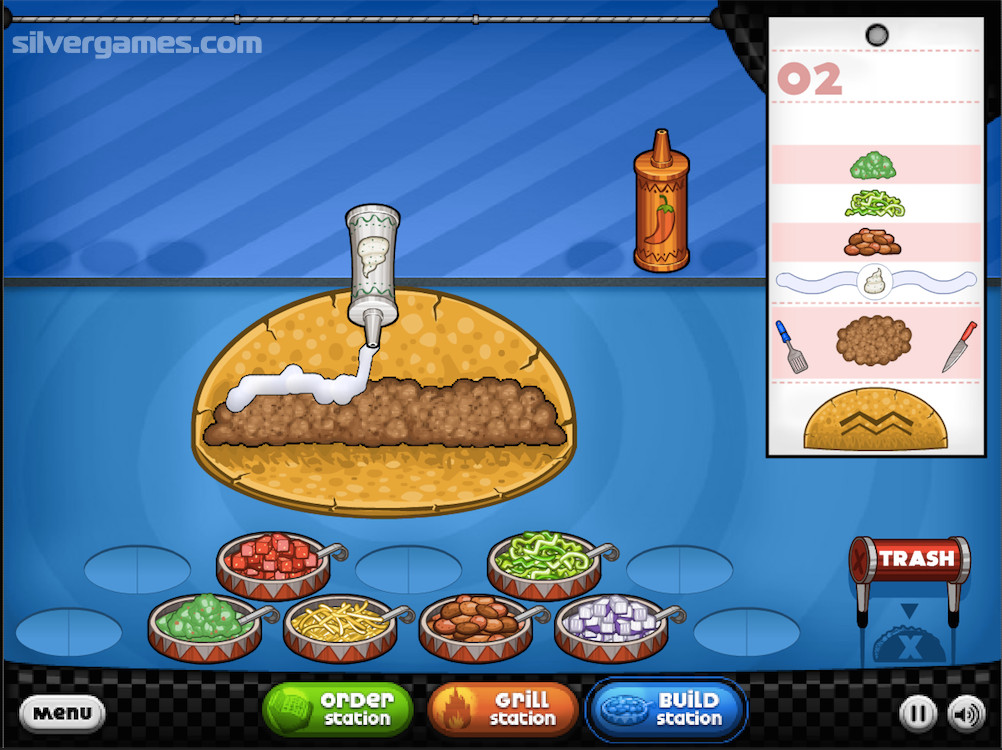 silvergames.com
02
TRASH
X
Menu
Order
station
Grill
station
Build
station